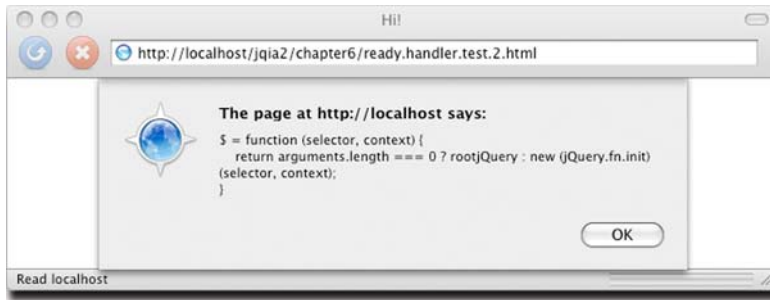 Hi!
http://localhost/jqia2/chapter6/ready.handler.test.2.html
The page at http://localhost says:
$ = function (selector, context) {
return arguments.length === 0 ? rootjQuery : new (jQuery.fn.init)
(selector, context);
}
OK
Read localhost